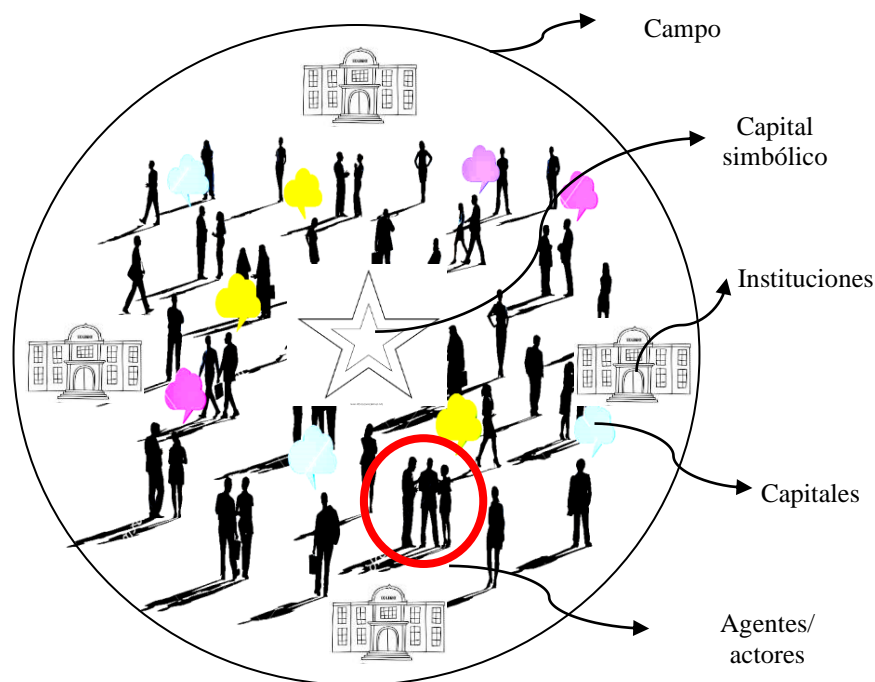 Campo
Capital
simbólico
Instituciones
Capitales
Agentes/
actores